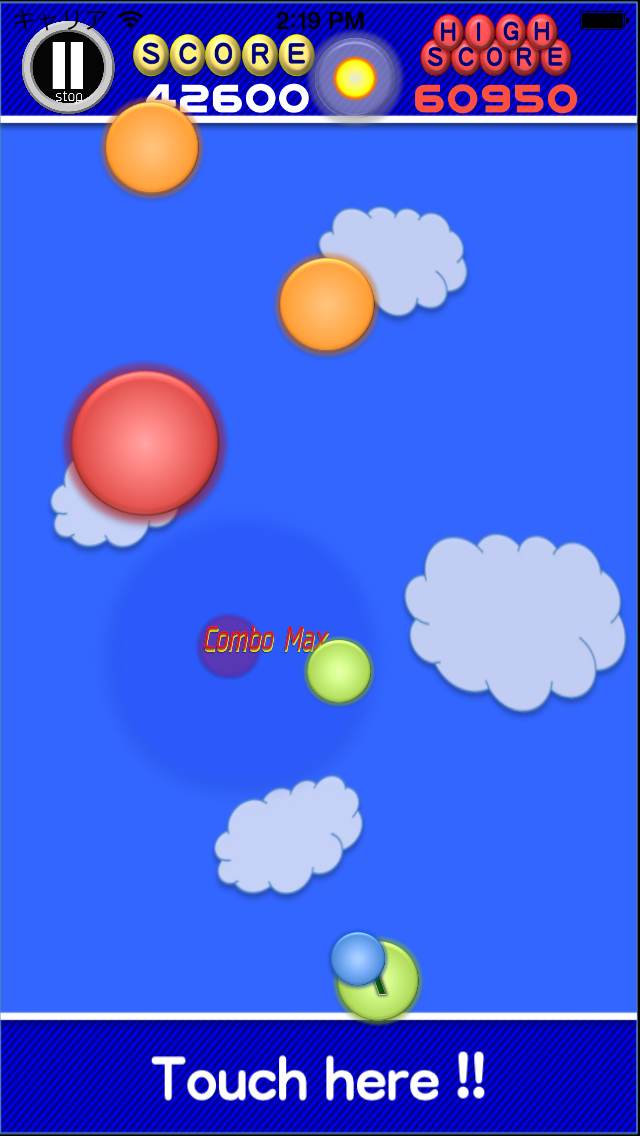 キャリア 2:19 PM
SCORE
42600
HIGH
SCORE
60950
stop
Combo Max
Touch here !!